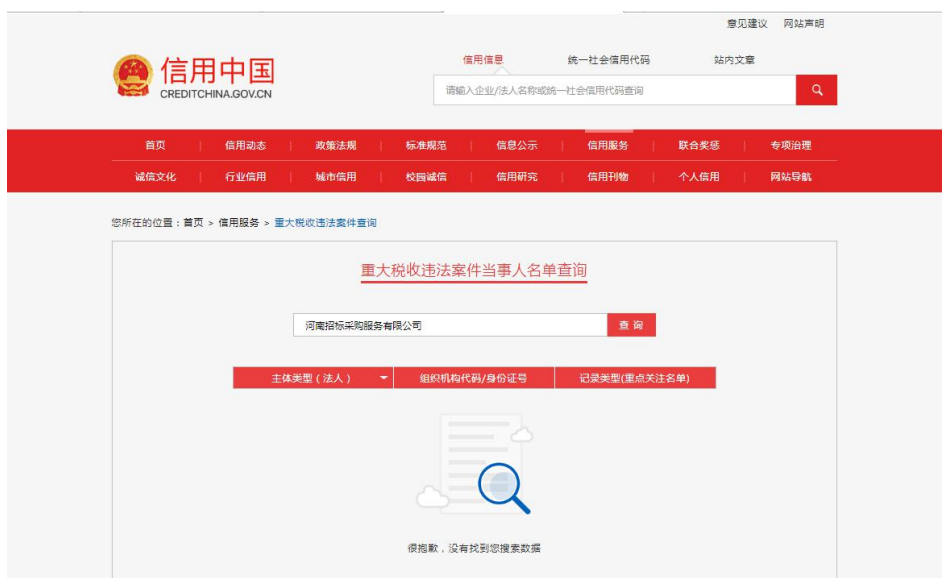 意见建议 网站声明
信用中国
CREDITCHINA.GOV.CN
信用信息 统一社会信用代码 站内文章
请输入企业/法人名称或统一社会信用代码查询
首页 | 信用动态 | 政策法规 | 标准规范 | 信息公示 | 信用服务 | 联合奖惩 | 专项治理
诚信文化 | 行业信用 | 城市信用 | 校园诚信 | 信用研究 | 信用刊物 | 个人信用 | 网站导航
您所在的位置：首页 > 信用服务 > 重大税收违法案件查询
重大税收违法案件当事人名单查询
河南招标采购服务有限公司 查 询
主体类型（法人） 组织机构代码/身份证号 记录类型(重点关注名单)
很抱歉，没有找到您搜索数据